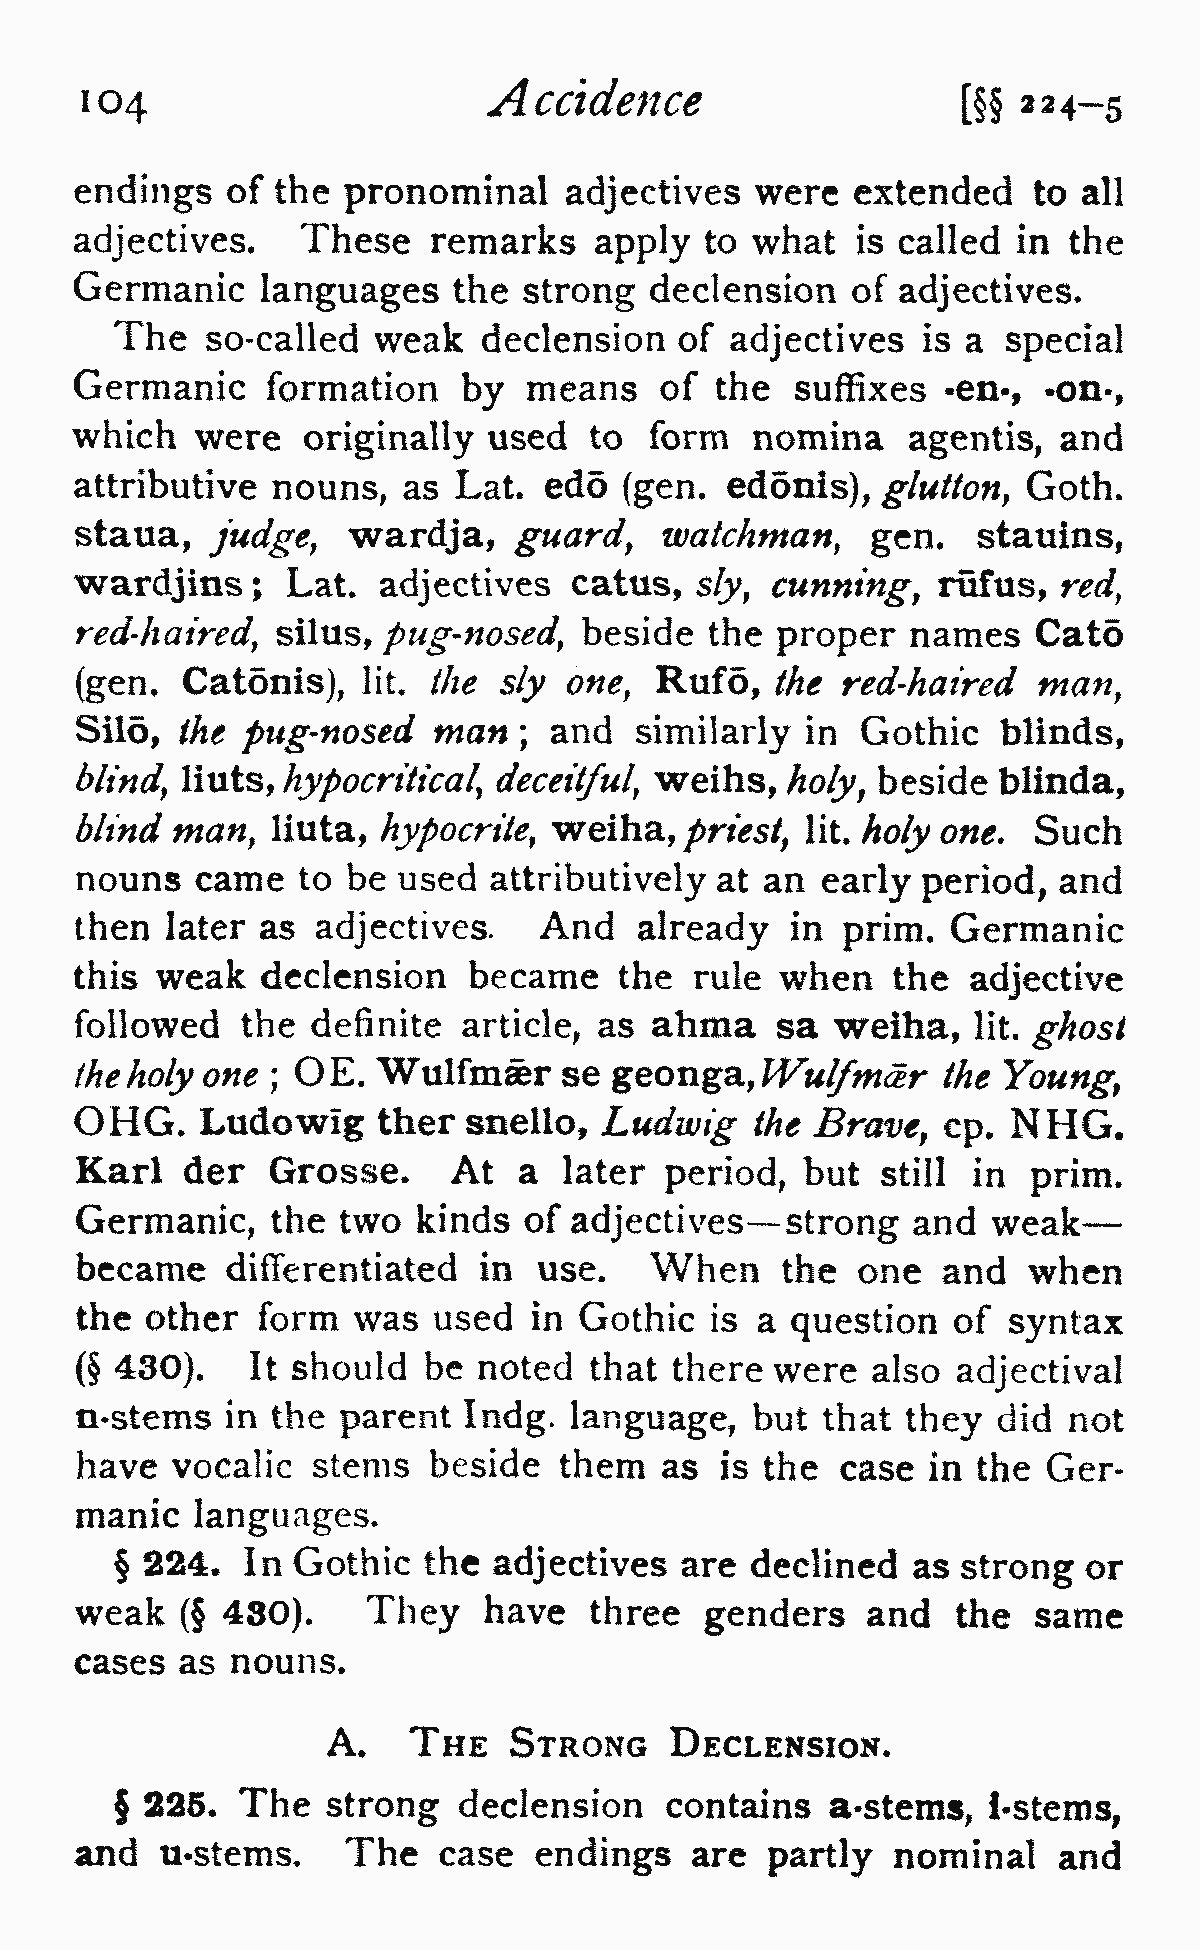 104 Accidence [§§ 224—5
endings of the pronominal adjectives were extended to all
adjectives. These remarks apply to what is called in the
Germanic languages the strong declension of adjectives.
The so-called weak declension of adjectives is a special
Germanic formation by means of the suffixes -en-, -on-,
which were originally used to form nomina agentis, and
attributive nouns, as Lat. edō (gen. edōnis), glutton, Goth.
staua, judge, wardja, guard, watchman, gen. stauins,
wardjins; Lat. adjectives catus, sly, cunning, rūfus, red,
red-haired, silus, pug-nosed, beside the proper names Catō
(gen. Catōnis), lit. the sly one, Rufō, the red-haired man,
Silō, the pug-nosed man; and similarly in Gothic blinds,
blind, liuts, hypocritical, deceitful, weihs, holy, beside blinda,
blind man, liuta, hypocrite, weiha, priest, lit. holy one. Such
nouns came to be used attributively at an early period, and
then later as adjectives. And already in prim. Germanic
this weak declension became the rule when the adjective
followed the definite article, as ahma sa weiha, lit. ghost
the holy one; OE. Wulfmǣr se geonga, Wulfmǣr the Young,
OHG. Ludowīg ther snello, Ludwig the Brave, cp. NHG.
Karl der Grosse. At a later period, but still in prim.
Germanic, the two kinds of adjectives—strong and weak—
became differentiated in use. When the one and when
the other form was used in Gothic is a question of syntax
(§ 430). It should be noted that there were also adjectival
n-stems in the parent Indg. language, but that they did not
have vocalic stems beside them as is the case in the Ger-
manic languages.
§ 224. In Gothic the adjectives are declined as strong or
weak (§ 430). They have three genders and the same
cases as nouns.
A. The Strong Declension.
§ 225. The strong declension contains a-stems, i-stems,
and u-stems. The case endings are partly nominal and